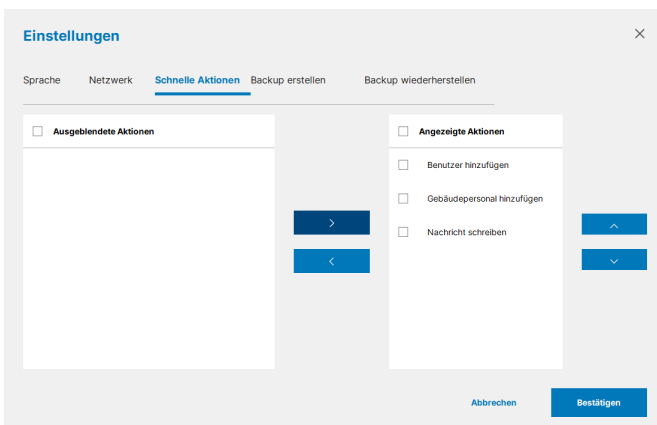 Einstellungen
Sprache Netzwerk Schnelle Aktionen Backup erstellen Backup wiederherstellen
Ausgeblendete Aktionen
Angezeigte Aktionen
Benutzer hinzufügen
Gebäudepersonal hinzufügen
Nachricht schreiben
Abbrechen Bestätigen